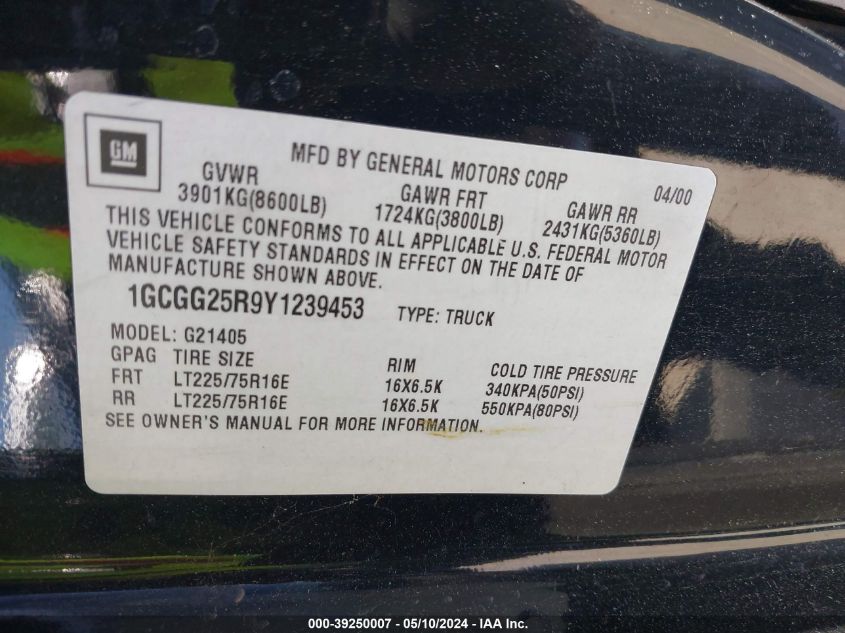 GM
MFD BY GENERAL MOTORS CORP 04/00
GVWR GAWR FRT GAWR RR
3901KG(8600LB) 1724KG(3800LB) 2431KG(5360LB)
THIS VEHICLE CONFORMS TO ALL APPLICABLE U.S. FEDERAL MOTOR
VEHICLE SAFETY STANDARDS IN EFFECT ON THE DATE OF
MANUFACTURE SHOWN ABOVE.
1GCGG25R9Y1239453 TYPE: TRUCK
MODEL: G21405
GPAG TIRE SIZE RIM COLD TIRE PRESSURE
FRT LT225/75R16E 16X6.5K 340KPA(50PSI)
RR LT225/75R16E 16X6.5K 550KPA(80PSI)
SEE OWNER'S MANUAL FOR MORE INFORMATION.
000-39250007 - 05/10/2024 - IAA Inc.